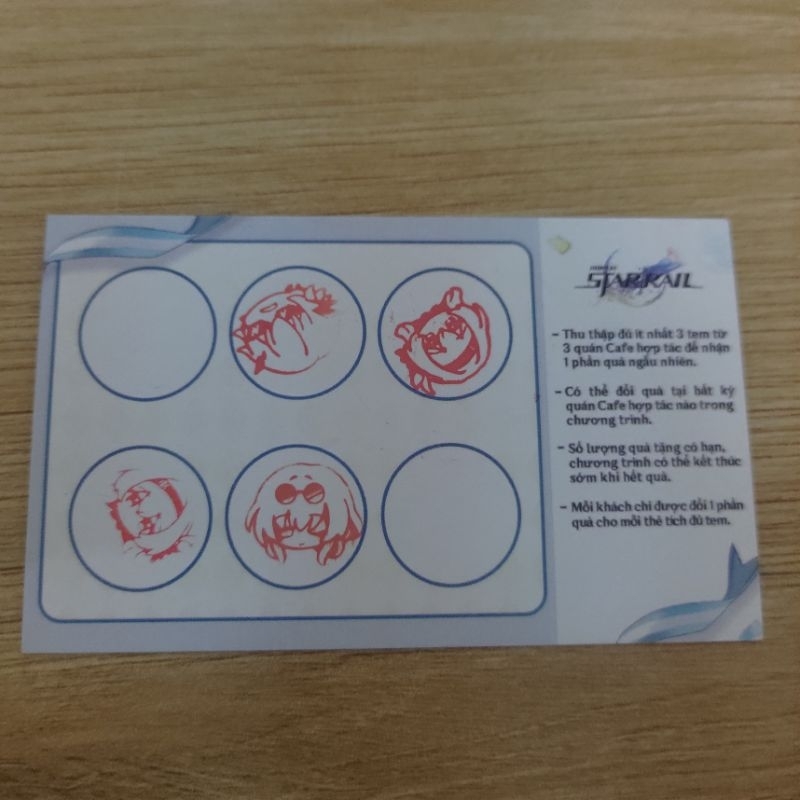 HONKAI
STAR RAIL
- Thu thập đủ ít nhất 3 tem từ
3 quán Cafe hợp tác để nhận
1 phần quà ngẫu nhiên.
- Có thể đổi quà tại bất kỳ
quán Cafe hợp tác nào trong
chương trình.
- Số lượng quà tặng có hạn,
chương trình có thể kết thúc
sớm khi hết quà.
- Mỗi khách chỉ được đổi 1 phần
quà cho mỗi thẻ tích đủ tem.